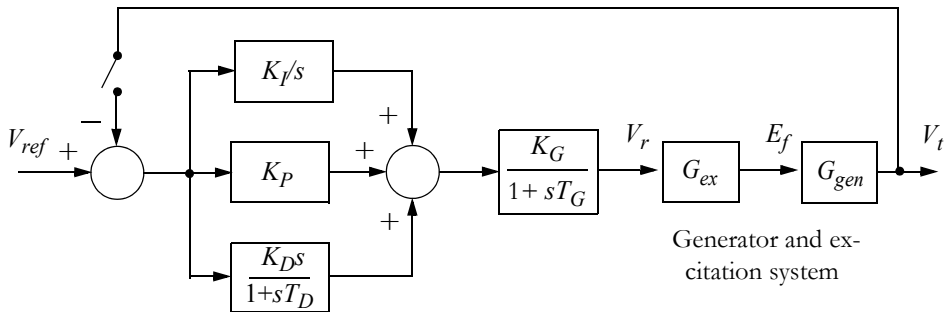 K_I/s
+
−
V_ref +
K_P
+
K_G
1 + sT_G
V_r
G_ex
E_f
G_gen
V_t
+
K_D s
1+sT_D
Generator and ex-
citation system